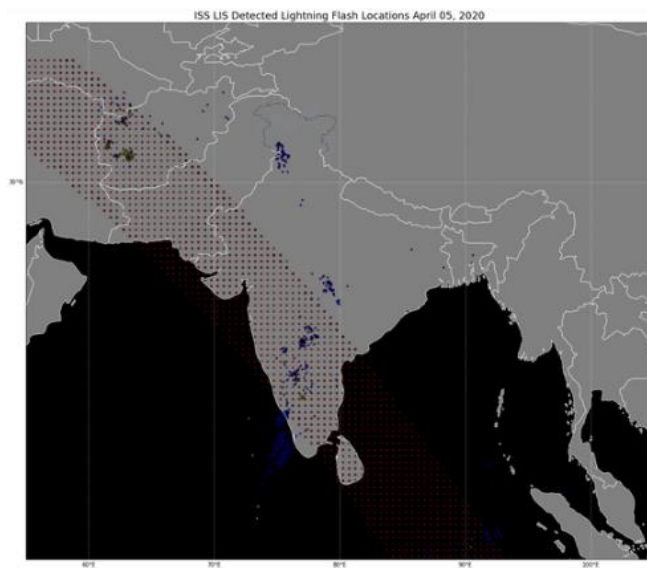 ISS LIS Detected Lightning Flash Locations April 05, 2020
30°N
60°E
70°E
80°E
90°E
100°E